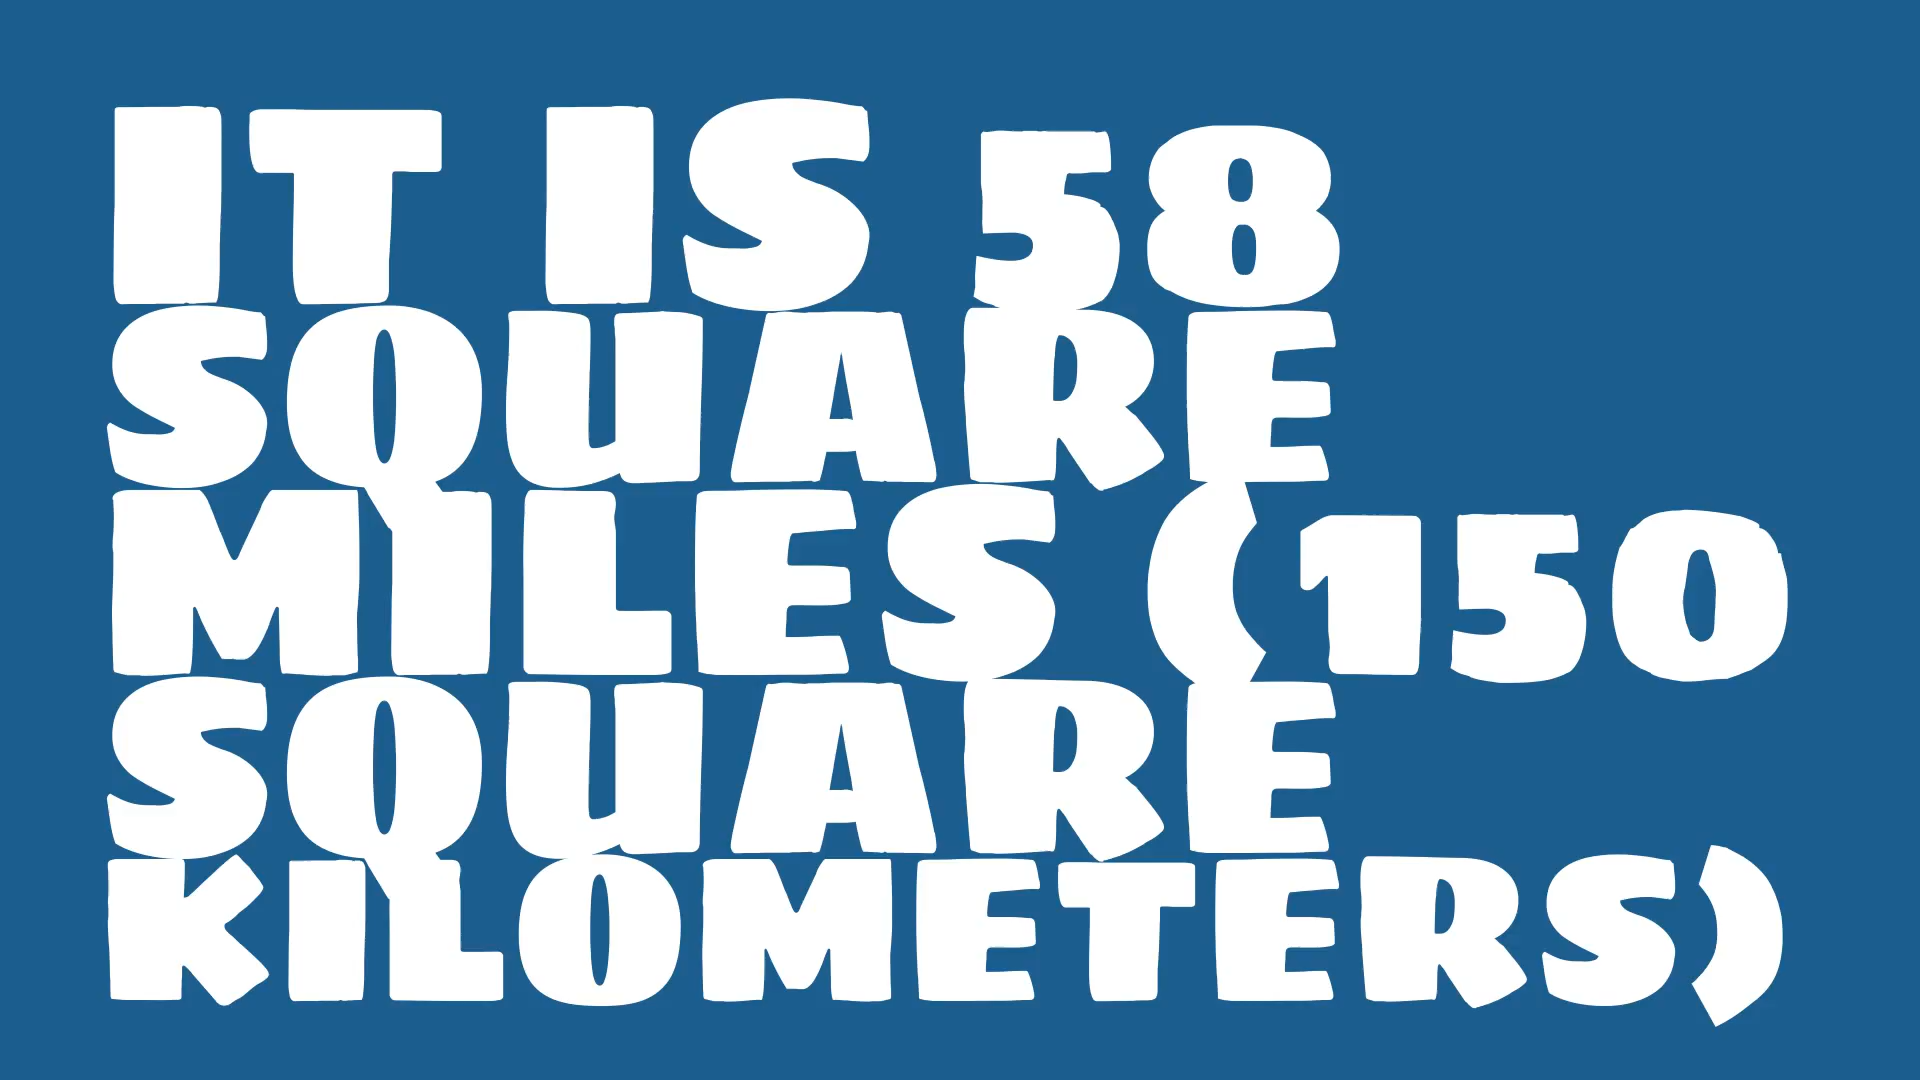 IT IS 58
SQUARE
MILES (150
SQUARE
KILOMETERS)